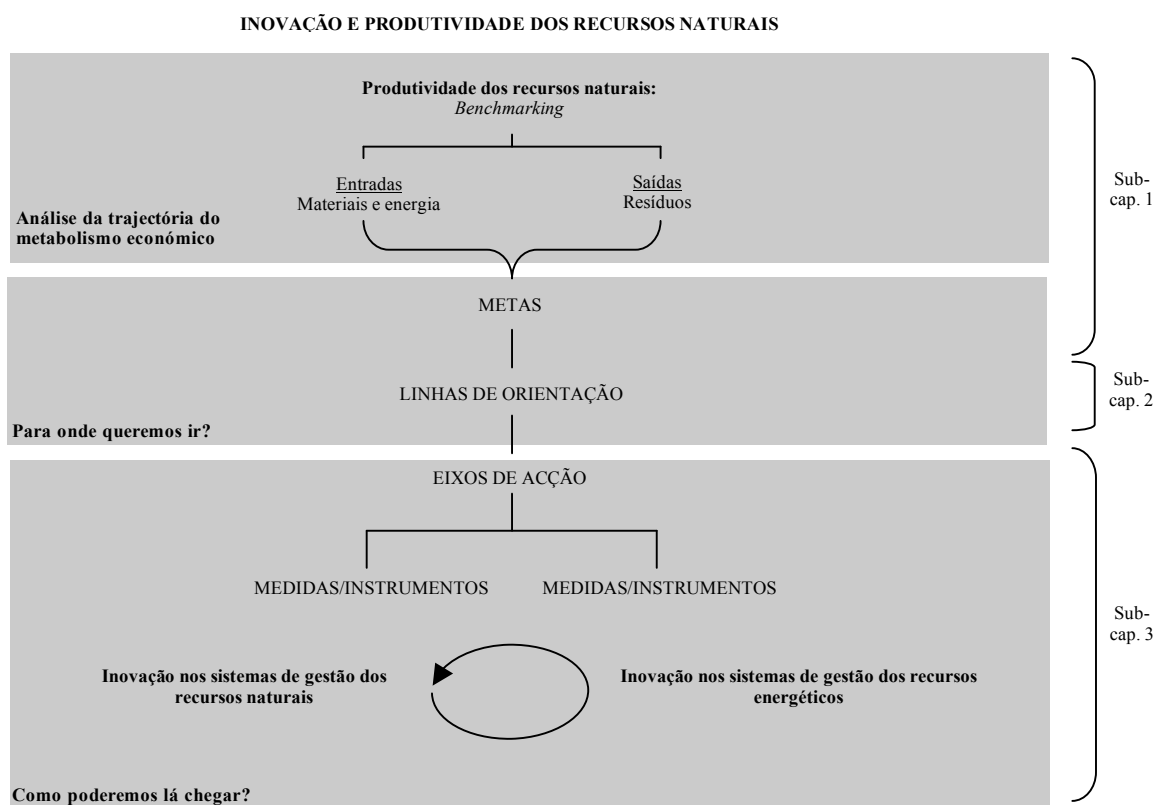 INOVAÇÃO E PRODUTIVIDADE DOS RECURSOS NATURAIS
Produtividade dos recursos naturais:
Benchmarking
Entradas
Materiais e energia
Saídas
Resíduos
Análise da trajectória do
metabolismo económico
Sub-
cap. 1
METAS
LINHAS DE ORIENTAÇÃO
Para onde queremos ir?
Sub-
cap. 2
EIXOS DE ACÇÃO
MEDIDAS/INSTRUMENTOS
MEDIDAS/INSTRUMENTOS
Inovação nos sistemas de gestão dos
recursos naturais
Inovação nos sistemas de gestão dos recursos
energéticos
Sub-
cap. 3
Como poderemos lá chegar?